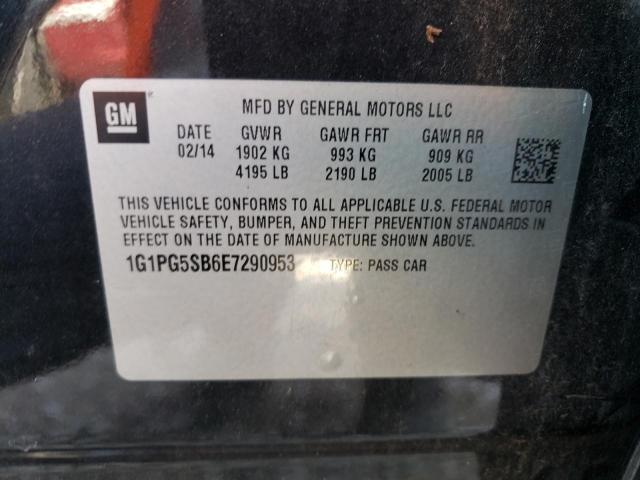 GM
MFD BY GENERAL MOTORS LLC
DATE GVWR GAWR FRT GAWR RR
02/14 1902 KG 993 KG 909 KG
4195 LB 2190 LB 2005 LB
THIS VEHICLE CONFORMS TO ALL APPLICABLE U.S. FEDERAL MOTOR
VEHICLE SAFETY, BUMPER, AND THEFT PREVENTION STANDARDS IN
EFFECT ON THE DATE OF MANUFACTURE SHOWN ABOVE.
1G1PG5SB6E7290953 TYPE: PASS CAR